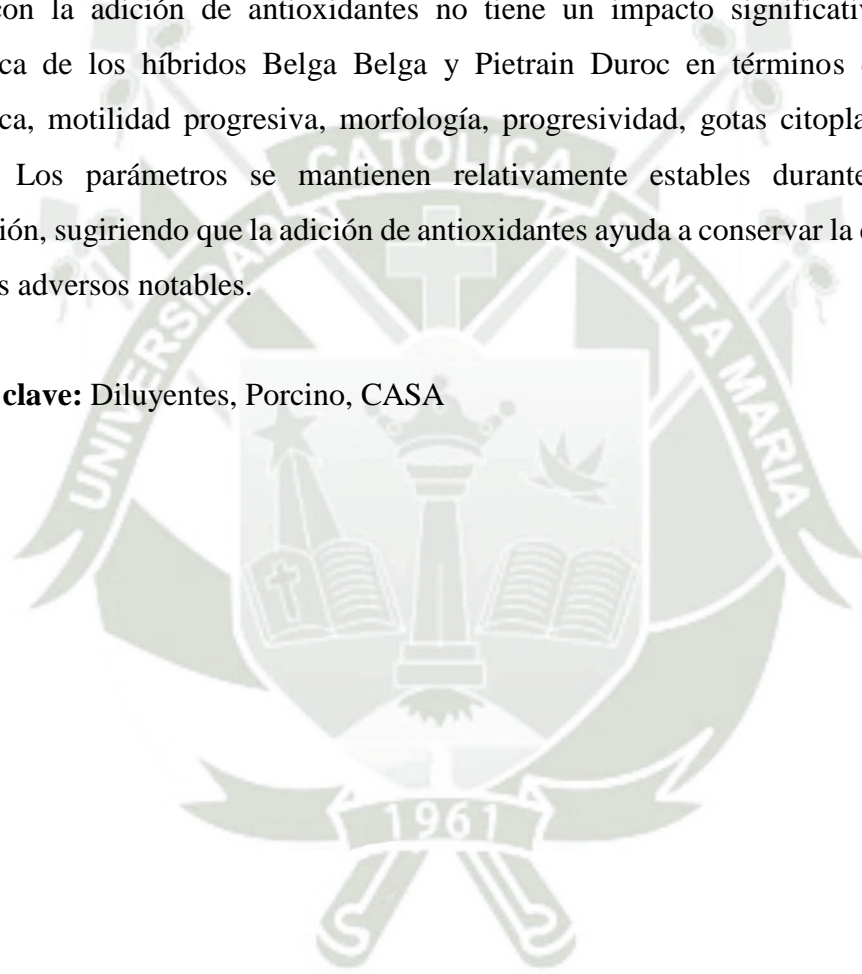 con la adición de antioxidantes no tiene un impacto significativ
ca de los híbridos Belga Belga y Pietrain Duroc en términos
ca, motilidad progresiva, morfología, progresividad, gotas citopla
Los parámetros se mantienen relativamente estables durante
ión, sugiriendo que la adición de antioxidantes ayuda a conservar la
s adversos notables.
clave: Diluyentes, Porcino, CASA
UNIVERSIDAD CATOLICA SANTA MARIA
1961